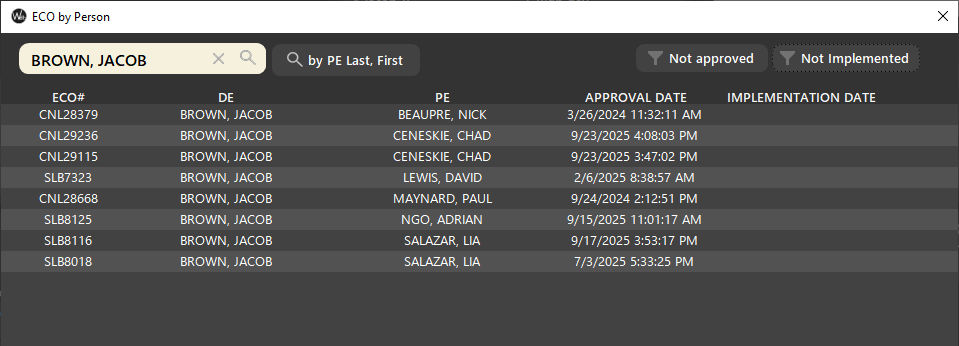 ECO by Person
BROWN, JACOB by PE Last, First Not approved Not Implemented
ECO# DE PE APPROVAL DATE IMPLEMENTATION DATE
CNL28379 BROWN, JACOB BEAUPRE, NICK 3/26/2024 11:32:11 AM
CNL29236 BROWN, JACOB CENESKIE, CHAD 9/23/2025 4:08:03 PM
CNL29115 BROWN, JACOB CENESKIE, CHAD 9/23/2025 3:47:02 PM
SLB7323 BROWN, JACOB LEWIS, DAVID 2/6/2025 8:38:57 AM
CNL28668 BROWN, JACOB MAYNARD, PAUL 9/24/2024 2:12:51 PM
SLB8125 BROWN, JACOB NGO, ADRIAN 9/15/2025 11:01:17 AM
SLB8116 BROWN, JACOB SALAZAR, LIA 9/17/2025 3:53:17 PM
SLB8018 BROWN, JACOB SALAZAR, LIA 7/3/2025 5:33:25 PM